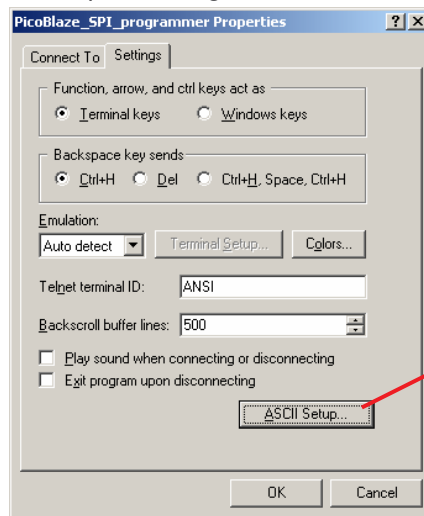 PicoBlaze_SPI_programmer Properties
Connect To Settings
Function, arrow, and ctrl keys act as
Terminal keys Windows keys
Backspace key sends
Ctrl+H Del Ctrl+H, Space, Ctrl+H
Emulation:
Auto detect Terminal Setup... Colors...
Telnet terminal ID: ANSI
Backscroll buffer lines: 500
Play sound when connecting or disconnecting
Exit program upon disconnecting
ASCII Setup...
OK Cancel